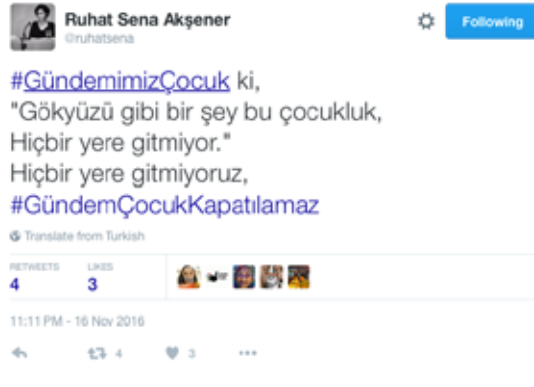 Ruhat Sena Akşener
@ruhatsena
Following
#GündemimizÇocuk ki,
"Gökyüzü gibi bir şey bu çocukluk,
Hiçbir yere gitmiyor."
Hiçbir yere gitmiyoruz,
#GündemÇocukKapatılamaz
Translate from Turkish
RETWEETS LIKES
4 3
11:11 PM - 16 Nov 2016
4 3